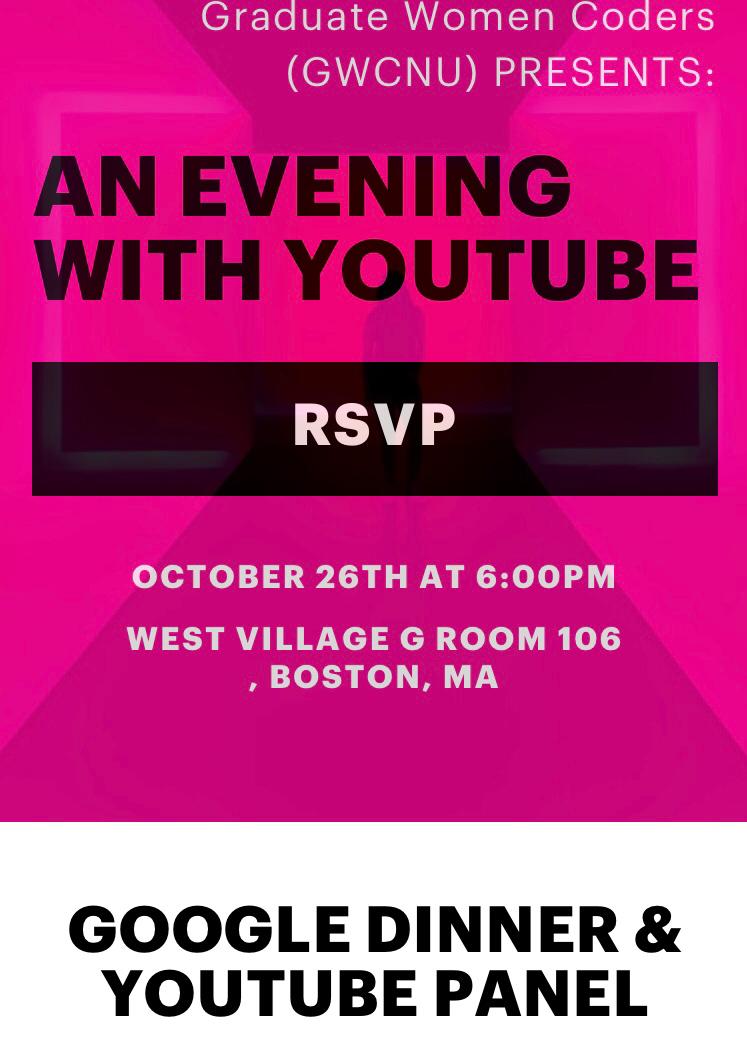 Graduate Women Coders
(GWCNU) PRESENTS:
AN EVENING
WITH YOUTUBE
RSVP
OCTOBER 26TH AT 6:00PM
WEST VILLAGE G ROOM 106
, BOSTON, MA
GOOGLE DINNER &
YOUTUBE PANEL